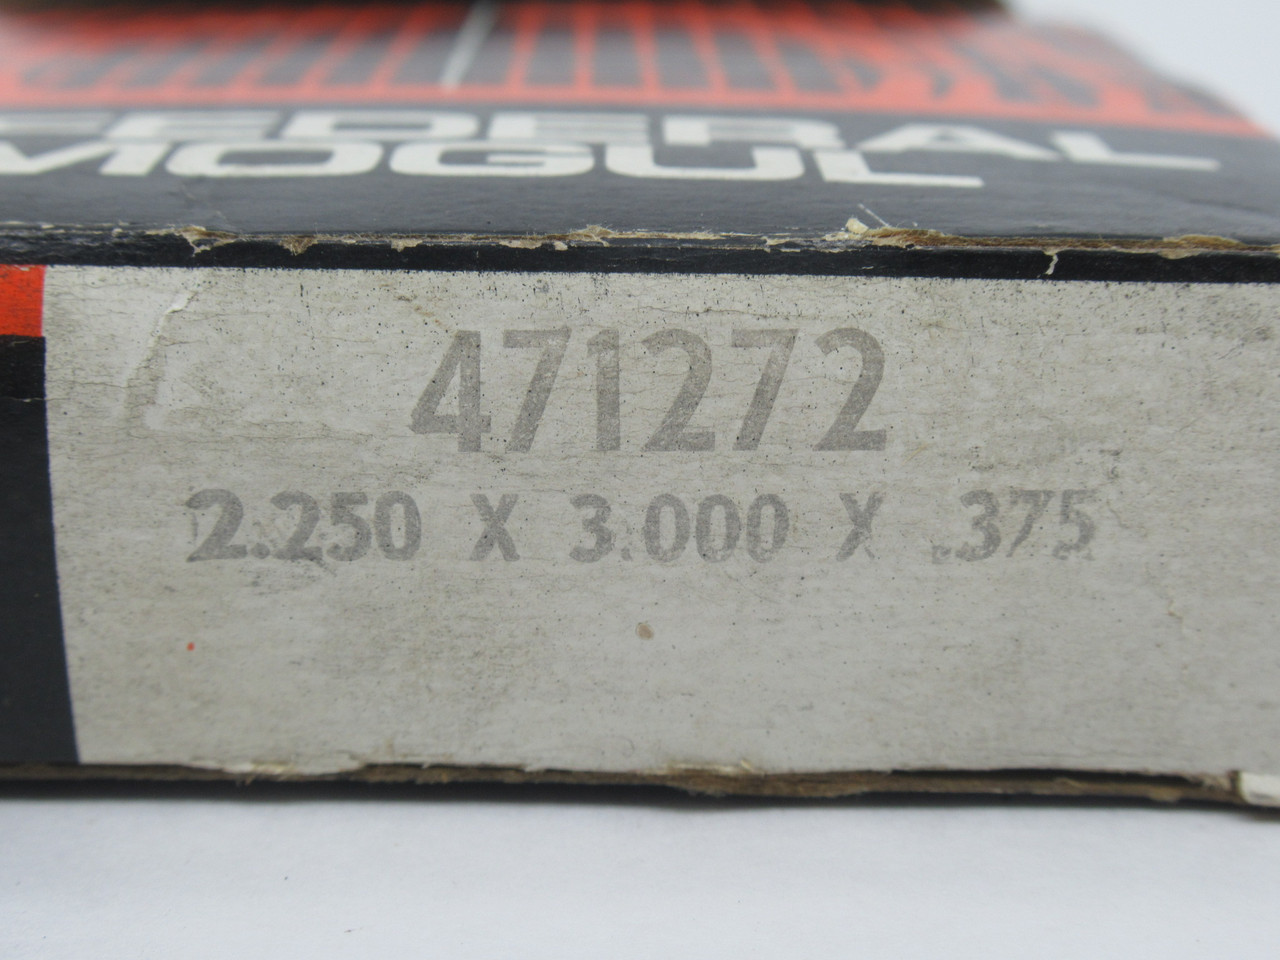 FEDERAL
MOGUL
471272
2.250 X 3.000 X .375